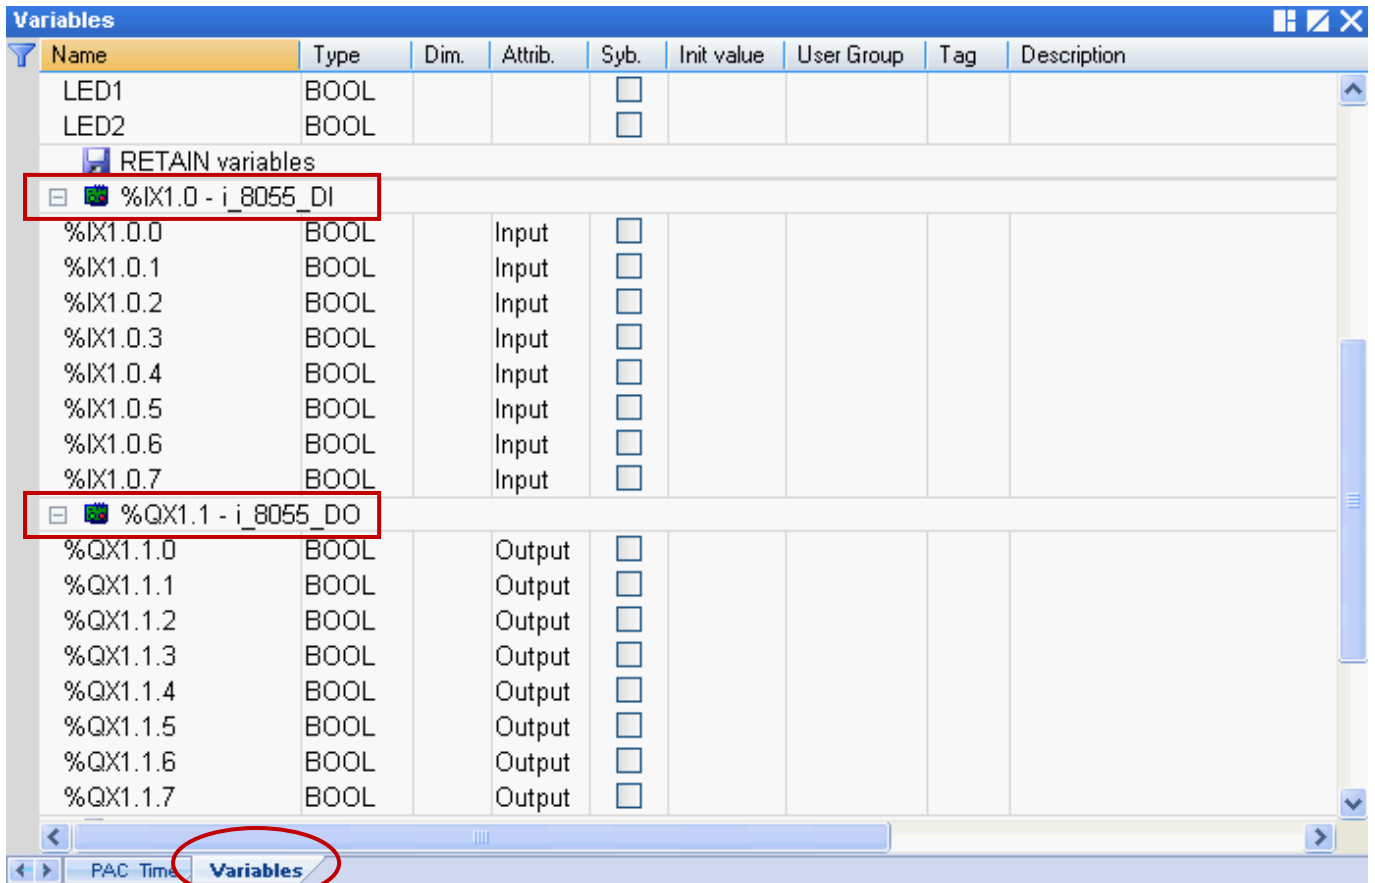 Variables
Name Type Dim. Attrib. Syb. Init value User Group Tag Description
LED1 BOOL
LED2 BOOL
RETAIN variables
%IX1.0 - i_8055_DI
%IX1.0.0 BOOL Input
%IX1.0.1 BOOL Input
%IX1.0.2 BOOL Input
%IX1.0.3 BOOL Input
%IX1.0.4 BOOL Input
%IX1.0.5 BOOL Input
%IX1.0.6 BOOL Input
%IX1.0.7 BOOL Input
%QX1.1 - i_8055_DO
%QX1.1.0 BOOL Output
%QX1.1.1 BOOL Output
%QX1.1.2 BOOL Output
%QX1.1.3 BOOL Output
%QX1.1.4 BOOL Output
%QX1.1.5 BOOL Output
%QX1.1.6 BOOL Output
%QX1.1.7 BOOL Output
PAC_Time Variables